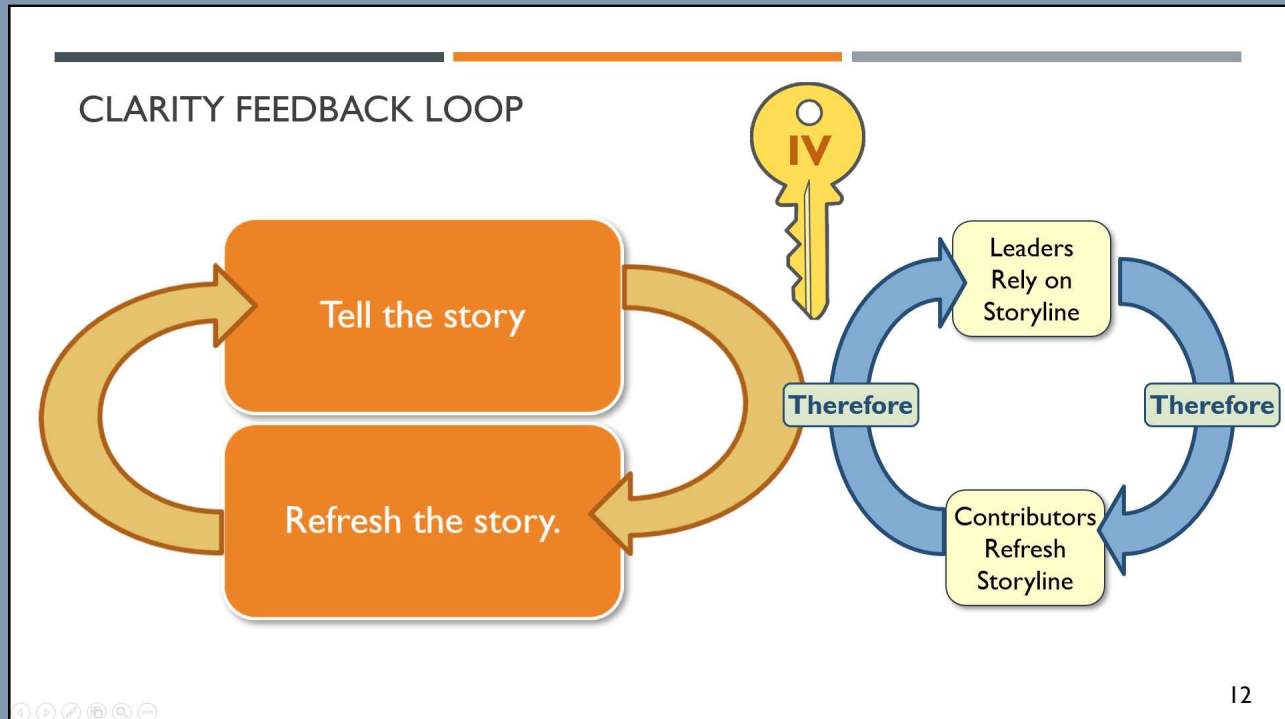 CLARITY FEEDBACK LOOP
IV
Tell the story
Refresh the story.
Leaders
Rely on
Storyline
Therefore
Therefore
Contributors
Refresh
Storyline
12